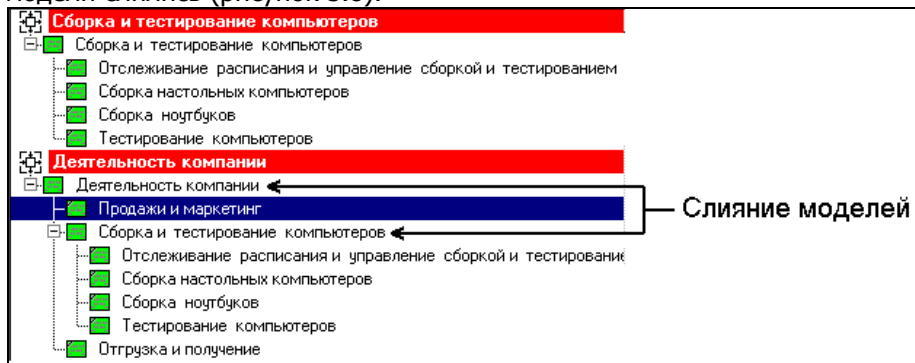 Сборка и тестирование компьютеров
Сборка и тестирование компьютеров
Отслеживание расписания и управление сборкой и тестированием
Сборка настольных компьютеров
Сборка ноутбуков
Тестирование компьютеров
Деятельность компании
Деятельность компании
Продажи и маркетинг
Слияние моделей
Сборка и тестирование компьютеров
Отслеживание расписания и управление сборкой и тестировани
Сборка настольных компьютеров
Сборка ноутбуков
Тестирование компьютеров
Отгрузка и получение